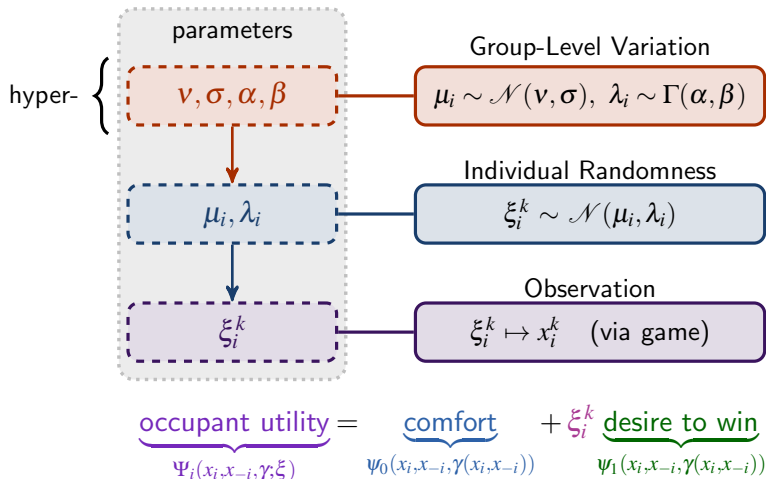 parameters
Group-Level Variation
hyper-
ν, σ, α, β
μ_i ∼ 𝒩(ν, σ), λ_i ∼ Γ(α, β)
Individual Randomness
μ_i, λ_i
ξ_i^k ∼ 𝒩(μ_i, λ_i)
Observation
ξ_i^k
ξ_i^k ↦ x_i^k (via game)
occupant utility = comfort + ξ_i^k desire to win
Ψ_i(x_i, x_{-i}, γ; ξ) ψ_0(x_i, x_{-i}, γ(x_i, x_{-i})) ψ_1(x_i, x_{-i}, γ(x_i, x_{-i}))